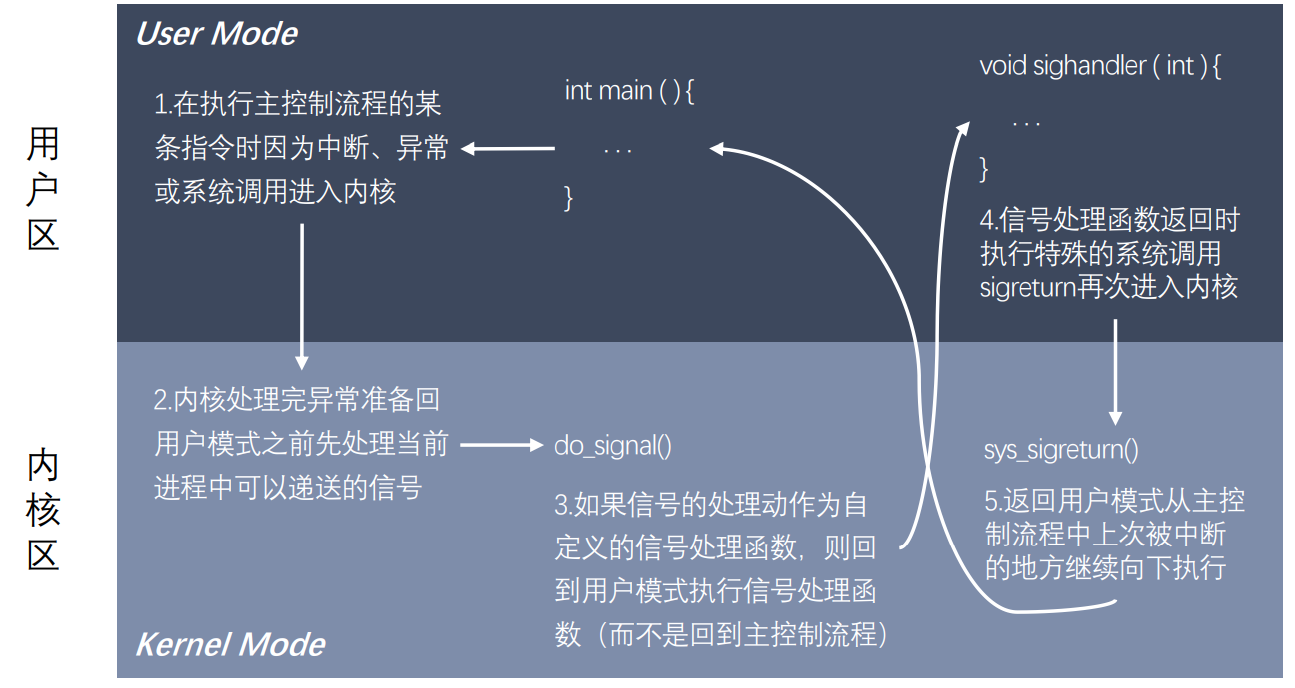 用户区
内核区
User Mode
1.在执行主控制流程的某
条指令时因为中断、异常
或系统调用进入内核
int main ( ) {
...
}
void sighandler ( int ) {
...
}
4.信号处理函数返回时
执行特殊的系统调用
sigreturn再次进入内核
2.内核处理完异常准备回
用户模式之前先处理当前
进程中可以递送的信号
do_signal()
3.如果信号的处理动作为自
定义的信号处理函数，则回
到用户模式执行信号处理函
数（而不是回到主控制流程）
sys_sigreturn()
5.返回用户模式从主控
制流程中上次被中断
的地方继续向下执行
Kernel Mode